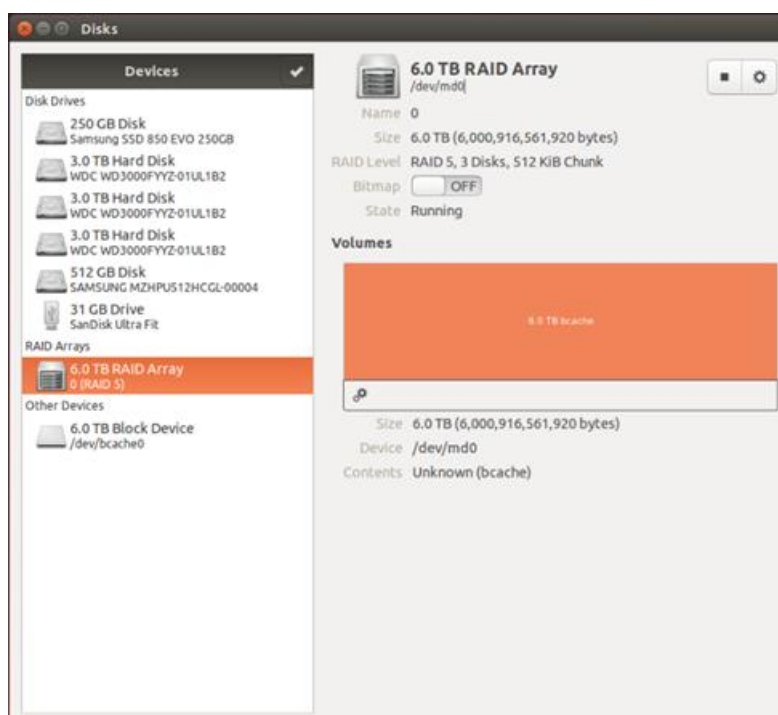 Disks
Devices
Disk Drives
250 GB Disk
Samsung SSD 850 EVO 250GB
3.0 TB Hard Disk
WDC WD3000FYYZ-01UL1B2
3.0 TB Hard Disk
WDC WD3000FYYZ-01UL1B2
3.0 TB Hard Disk
WDC WD3000FYYZ-01UL1B2
512 GB Disk
SAMSUNG MZHPU512HCGL-00004
31 GB Drive
SanDisk Ultra Fit
RAID Arrays
6.0 TB RAID Array
0 (RAID 5)
Other Devices
6.0 TB Block Device
/dev/bcache0
6.0 TB RAID Array
/dev/md0
Name 0
Size 6.0 TB (6,000,916,561,920 bytes)
RAID Level RAID 5, 3 Disks, 512 KiB Chunk
Bitmap OFF
State Running
Volumes
6.0 TB bcache
Size 6.0 TB (6,000,916,561,920 bytes)
Device /dev/md0
Contents Unknown (bcache)